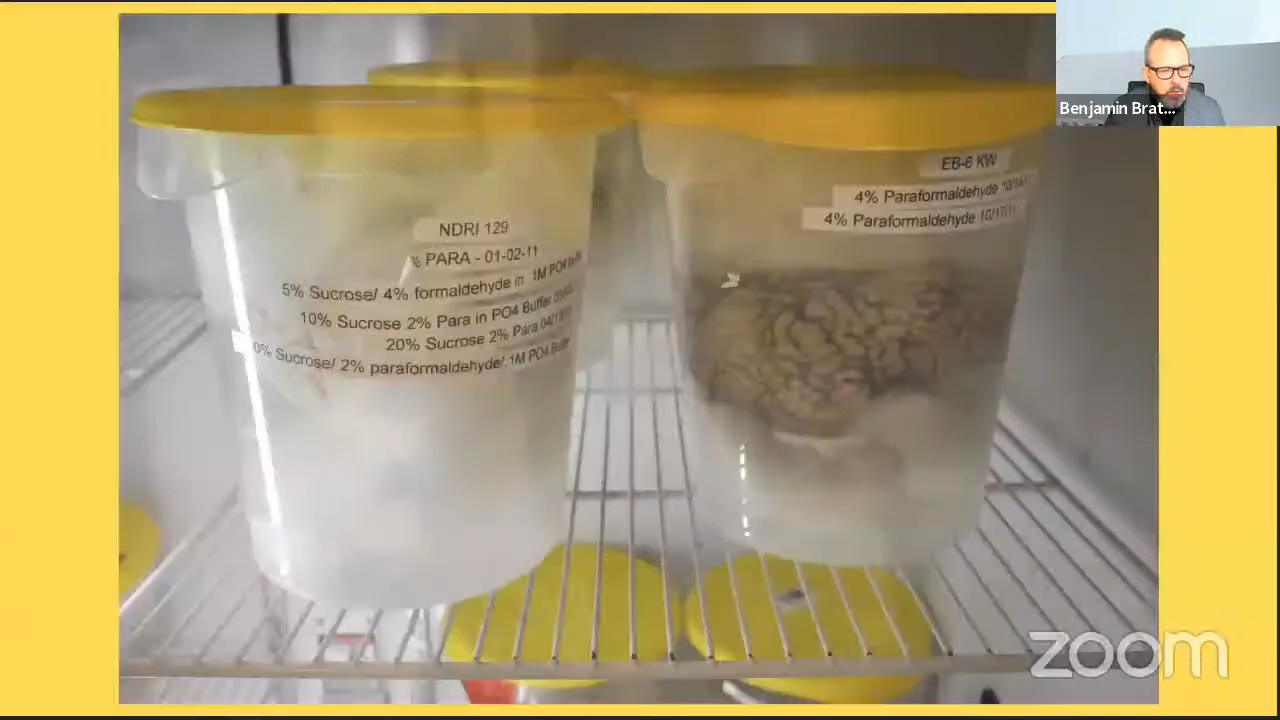 Benjamin Brat...
NDRI 129
% PARA - 01-02-11
5% Sucrose/ 4% formaldehyde in 1M PO4
10% Sucrose 2% Para in PO4 Buffer
20% Sucrose 2% Para
0% Sucrose/ 2% paraformaldehyde/ 1M PO4
EB-6 KW
4% Paraformaldehyde
4% Paraformaldehyde 10/17/11
zoom